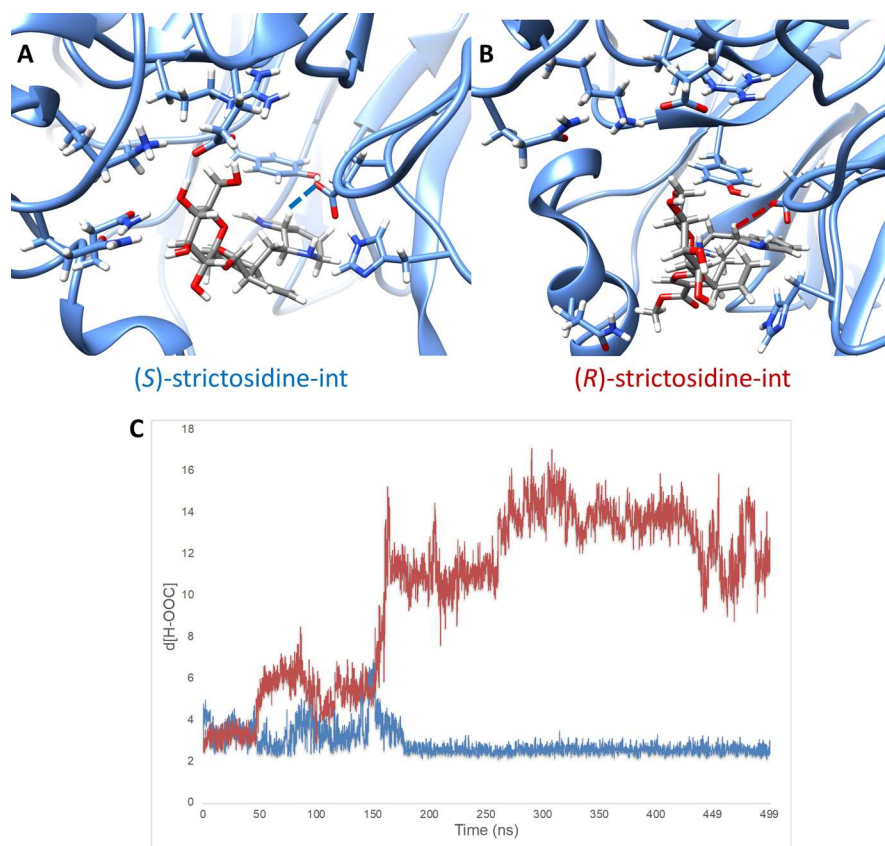 A
B
(S)-strictosidine-int
(R)-strictosidine-int
C
18
16
14
12
10
8
6
4
2
0
d[H-OOC]
0 50 100 150 200 250 300 350 400 449 499
Time (ns)